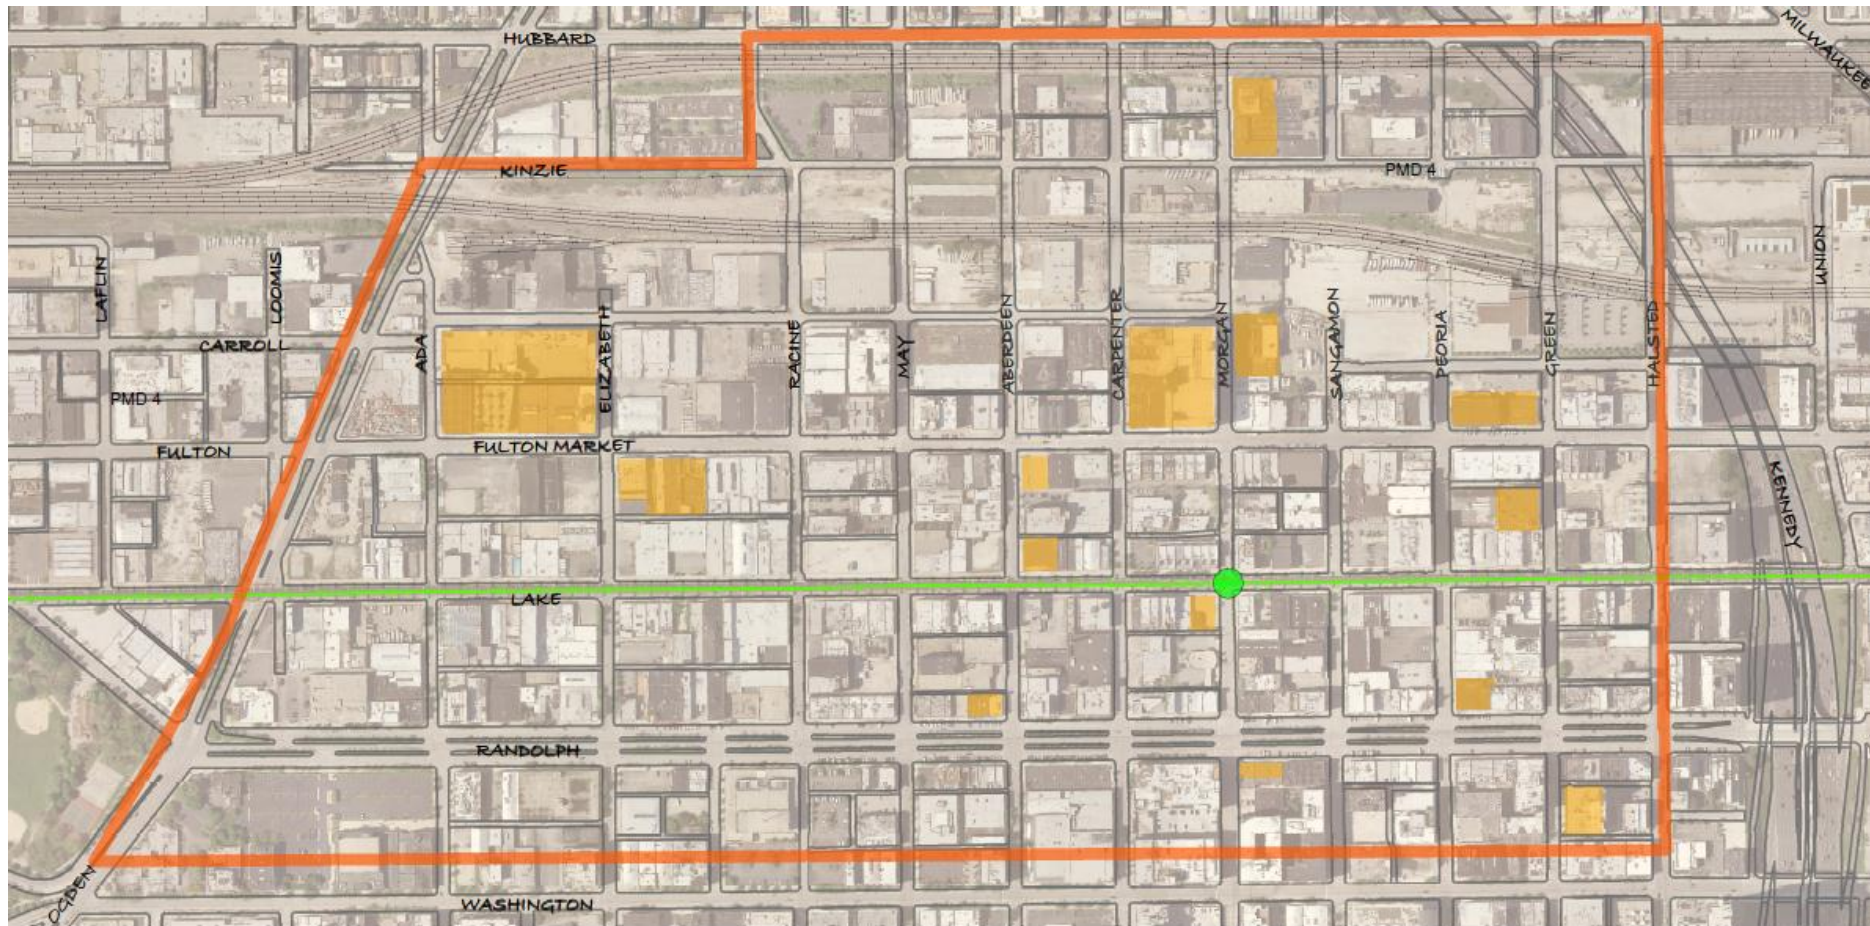 MILWAUKEE
HUBBARD
KINZIE
PMD 4
LAFLIN
LOOMIS
UNION
CARROLL
ADA
ELIZABETH
RACINE
MAY
ABERDEEN
CARPENTER
MORGAN
SANGAMON
PEORIA
GREEN
HALSTED
PMD 4
FULTON
FULTON MARKET
KENNEDY
LAKE
RANDOLPH
OGDEN
WASHINGTON